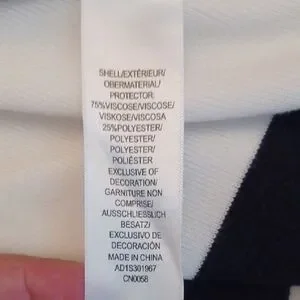 SHELL/EXTÉRIEUR/
OBERMATERIAL/
PROTECTOR:
75%VISCOSE/VISCOSE/
VISKOSE/VISCOSA
25%POLYESTER/
POLYESTER/
POLYESTER/
POLIÉSTER
EXCLUSIVE OF
DECORATION/
GARNITURE NON
COMPRISE/
AUSSCHLIESSLICH
BESATZ/
EXCLUSIVO DE
DECORACIÓN
MADE IN CHINA
AD1S301967
CN0058